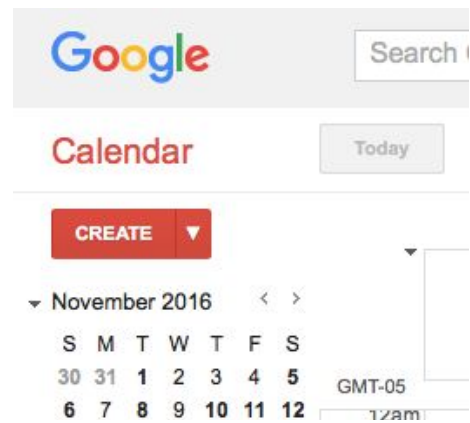 Google
Search
Calendar
Today
CREATE
November 2016
S M T W T F S
30 31 1 2 3 4 5
GMT-05
6 7 8 9 10 11 12
12am